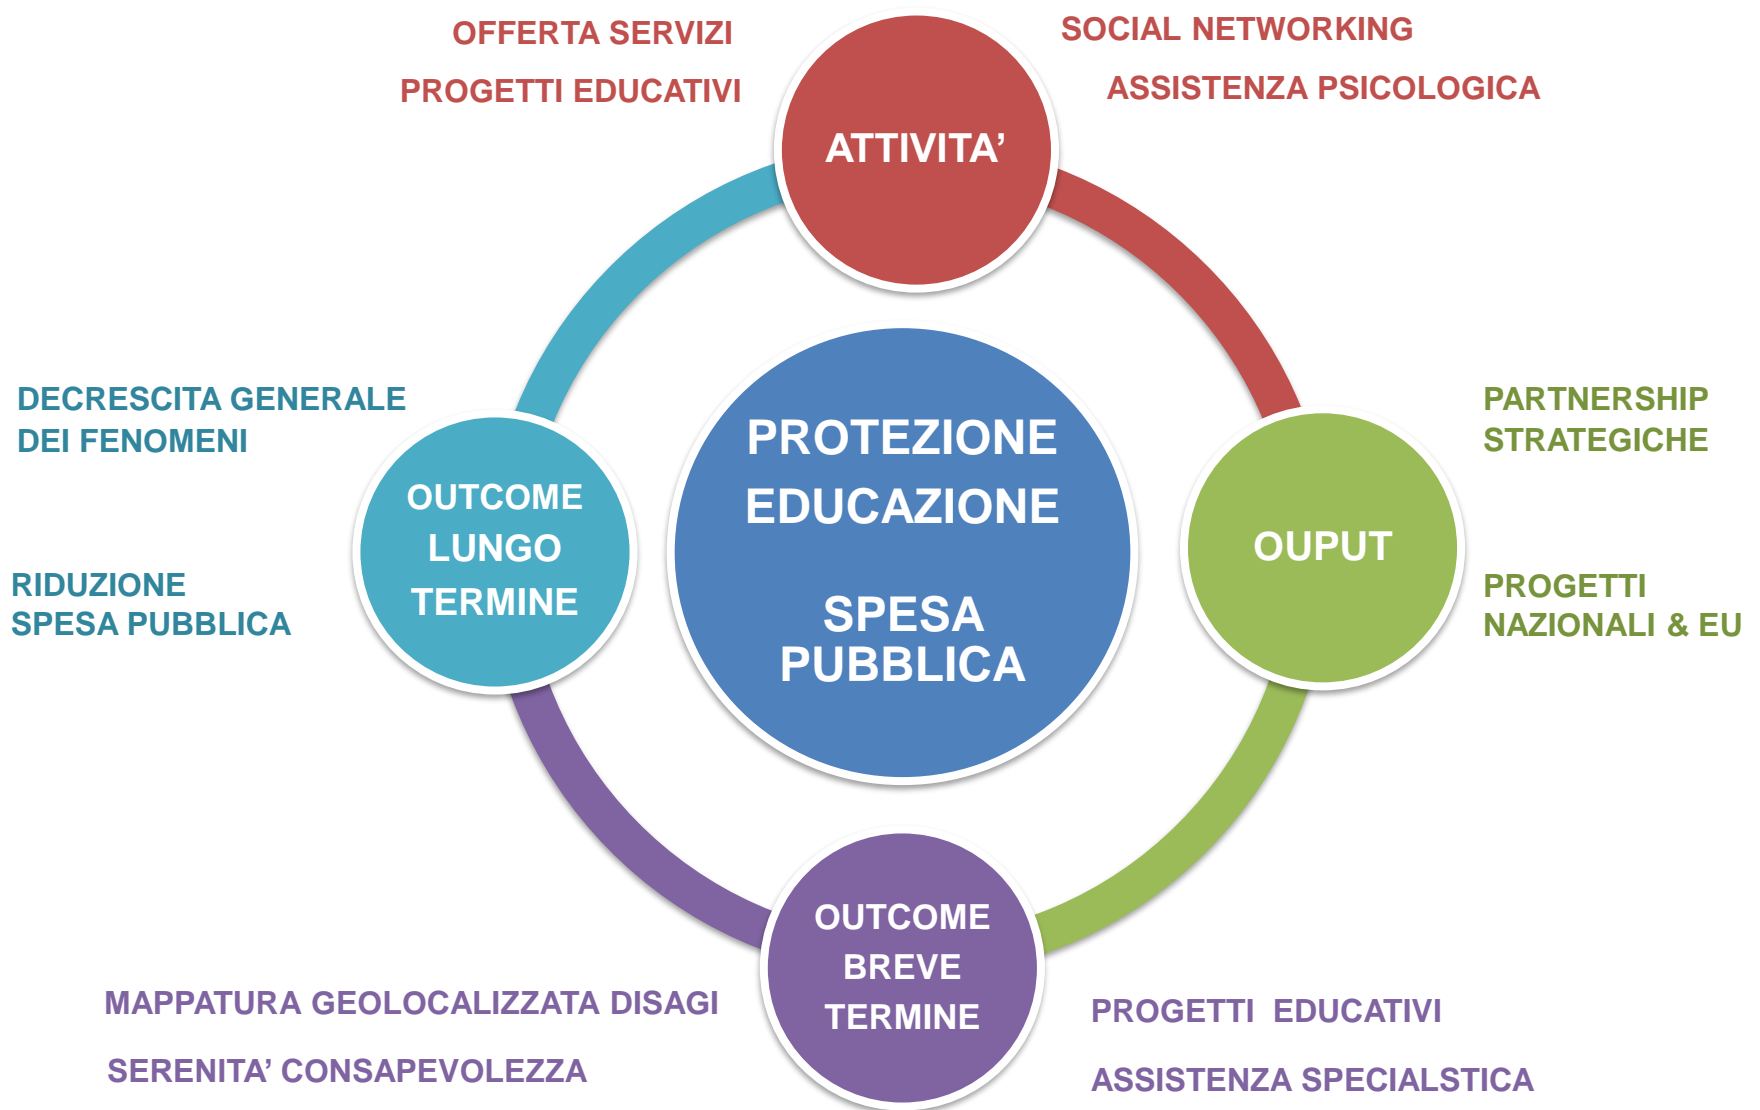 OFFERTA SERVIZI
PROGETTI EDUCATIVI
SOCIAL NETWORKING
ASSISTENZA PSICOLOGICA
ATTIVITA’
DECRESCITA GENERALE
DEI FENOMENI
RIDUZIONE
SPESA PUBBLICA
OUTCOME
LUNGO
TERMINE
PROTEZIONE
EDUCAZIONE
SPESA
PUBBLICA
OUPUT
PARTNERSHIP
STRATEGICHE
PROGETTI
NAZIONALI & EU
OUTCOME
BREVE
TERMINE
MAPPATURA GEOLOCALIZZATA DISAGI
SERENITA’ CONSAPEVOLEZZA
PROGETTI EDUCATIVI
ASSISTENZA SPECIALSTICA